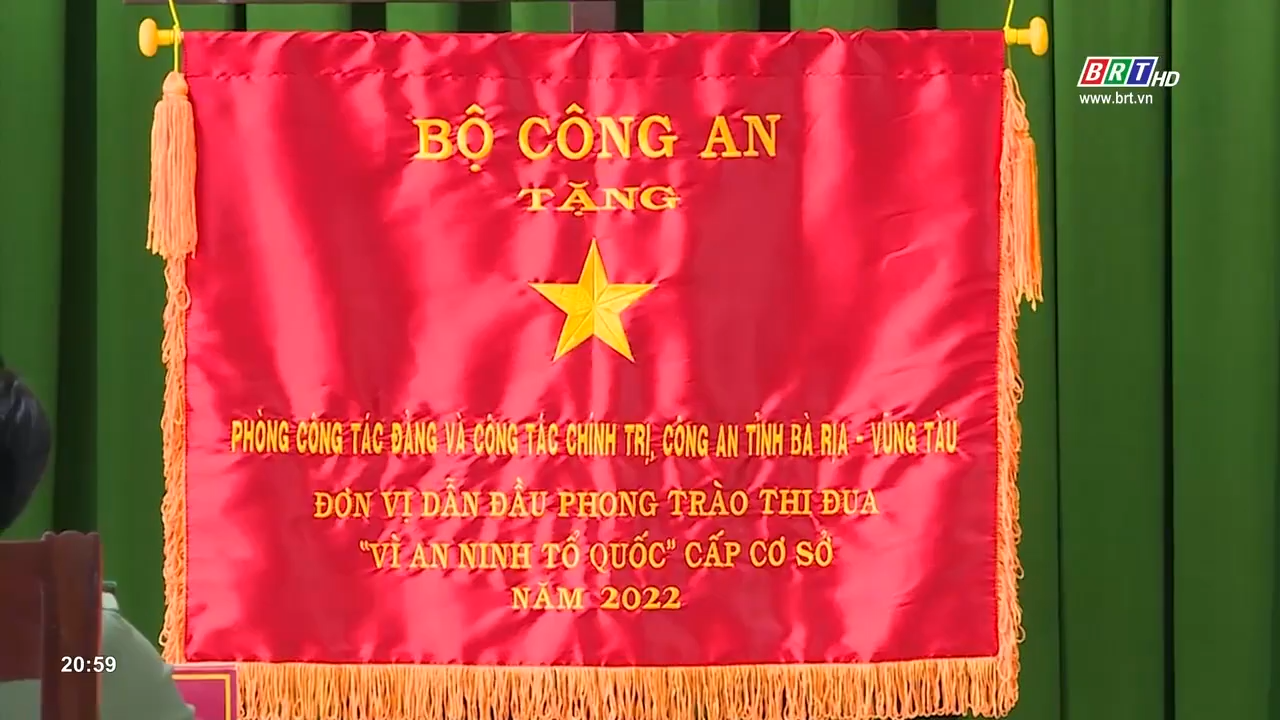 BRT HD
www.brt.vn
BỘ CÔNG AN
TẶNG
PHÒNG CÔNG TÁC ĐẢNG VÀ CÔNG TÁC CHÍNH TRỊ, CÔNG AN TỈNH BÀ RỊA - VŨNG TÀU
ĐƠN VỊ DẪN ĐẦU PHONG TRÀO THI ĐUA
"VÌ AN NINH TỔ QUỐC" CẤP CƠ SỞ
NĂM 2022
20:59